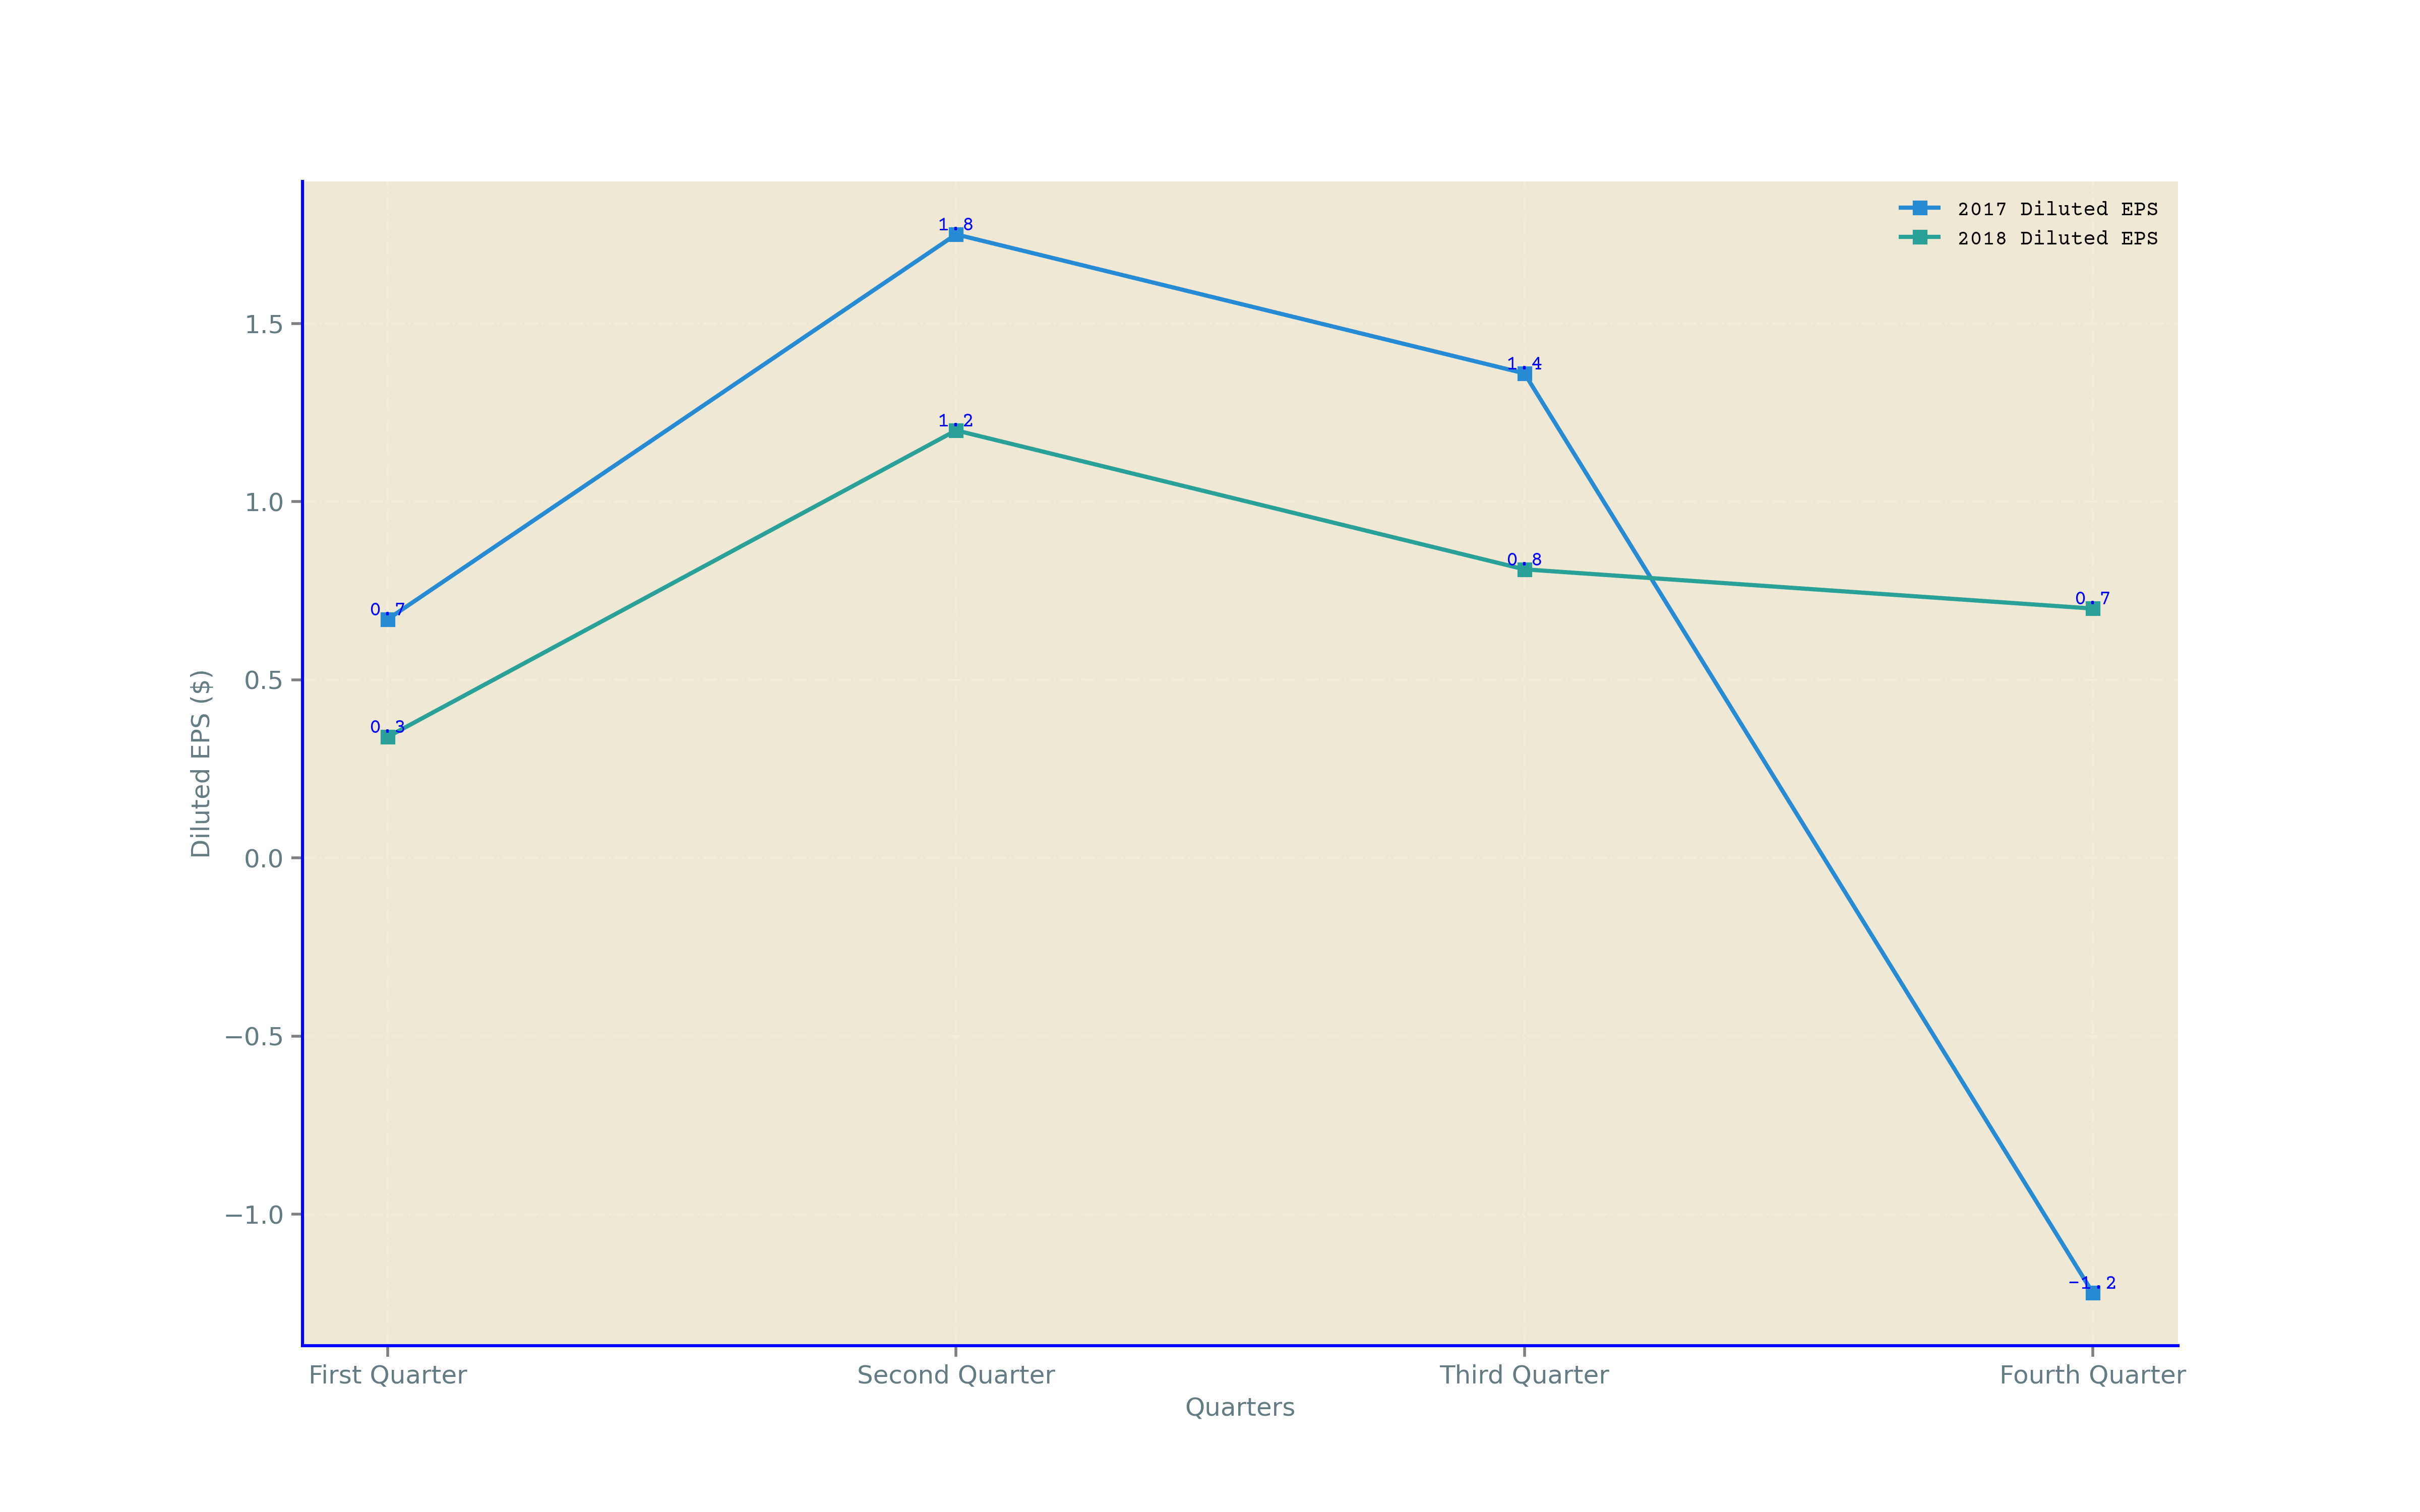 2017 Diluted EPS
2018 Diluted EPS
1.8
1.5
1.4
1.2
1.0
0.8
0.7
0.7
0.5
0.3
Diluted EPS ($)
0.0
−0.5
−1.0
-1.2
First Quarter Second Quarter Third Quarter Fourth Quarter
Quarters